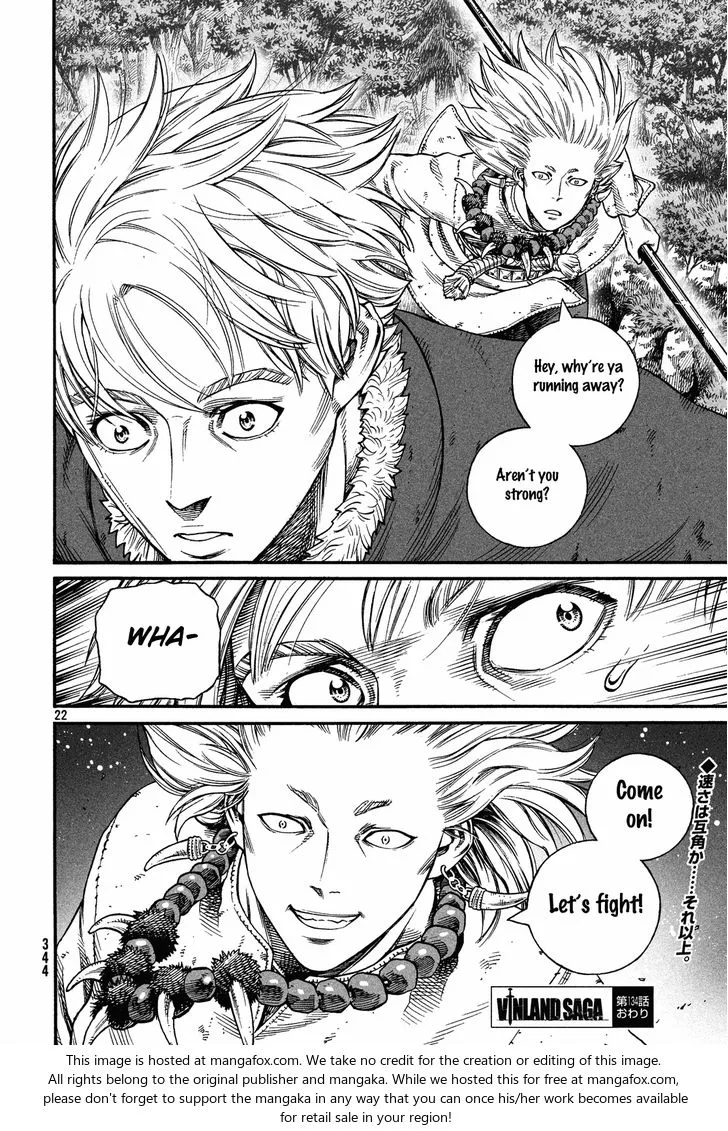 Hey, why're ya
running away?
Aren't you
strong?
WHA-
22
Come
on!
Let's fight!
◆速さは互角か……それ以上。
344
VINLAND SAGA
第134話
おわり
This image is hosted at mangafox.com. We take no credit for the creation or editing of this image.
All rights belong to the original publisher and mangaka. While we hosted this for free at mangafox.com,
please don't forget to support the mangaka in any way that you can once his/her work becomes available
for retail sale in your region!